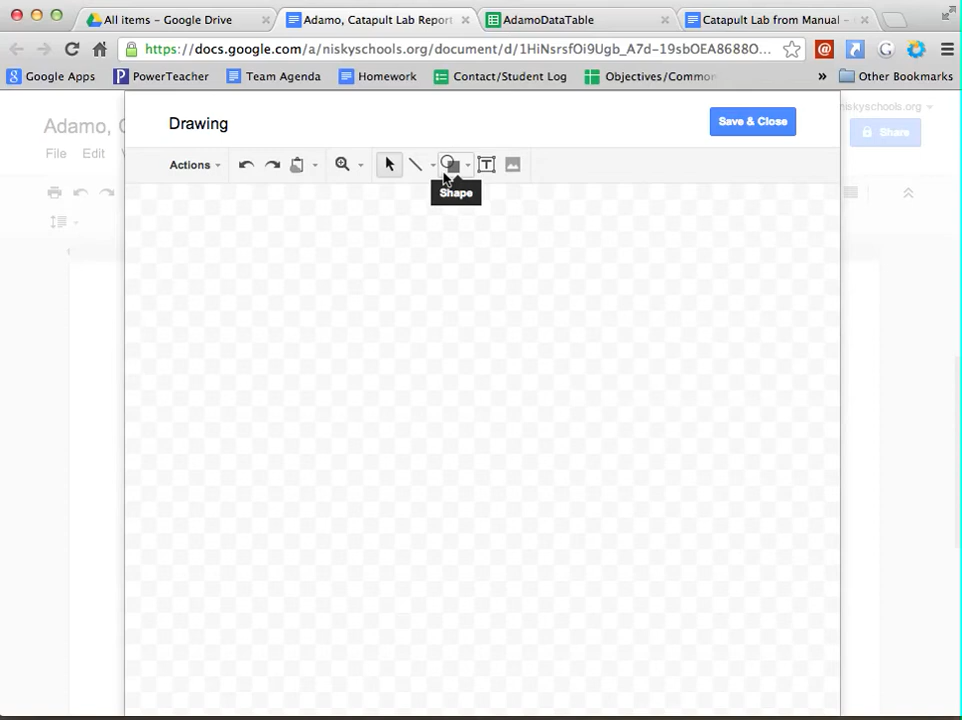 All items – Google Drive
Adamo, Catapult Lab Report
AdamoDataTable
Catapult Lab from Manual -
https://docs.google.com/a/niskyschools.org/document/d/1HiNsrsfOi9Ugb_A7d-19sbOEA8688O...
Google Apps
PowerTeacher
Team Agenda
Homework
Contact/Student Log
Objectives/Common
»
Other Bookmarks
Adamo, C
niskyschools.org
Drawing
Save & Close
Share
File Edit
Actions
T
Shape